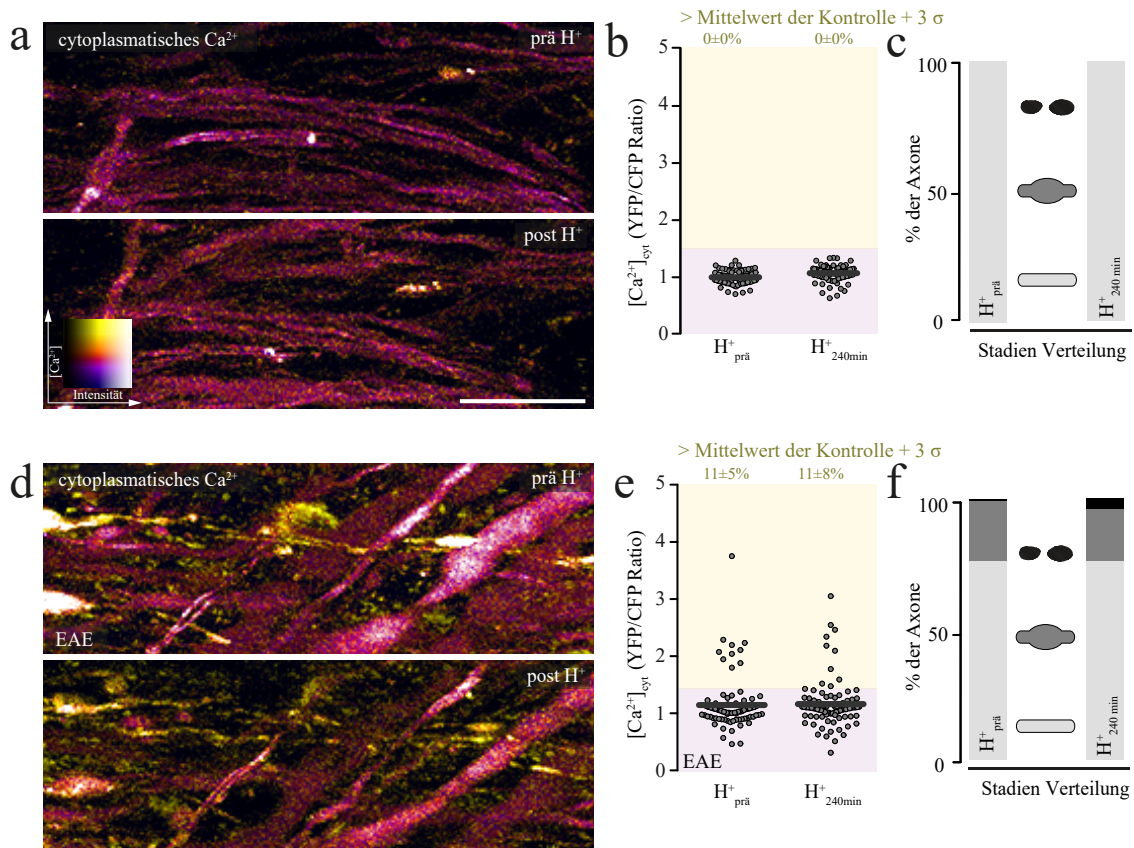 a
cytoplasmatisches Ca²⁺
prä H⁺
post H⁺
[Ca²⁺]
Intensität
b
> Mittelwert der Kontrolle + 3 σ
0±0%
0±0%
[Ca²⁺]cyt (YFP/CFP Ratio)
5
4
3
2
1
0
H⁺prä
H⁺240min
c
% der Axone
100
50
0
H⁺prä
H⁺240 min
Stadien Verteilung
d
cytoplasmatisches Ca²⁺
prä H⁺
EAE
post H⁺
e
> Mittelwert der Kontrolle + 3 σ
11±5%
11±8%
[Ca²⁺]cyt (YFP/CFP Ratio)
5
4
3
2
1
0
EAE
H⁺prä
H⁺240min
f
% der Axone
100
50
0
H⁺prä
H⁺240 min
Stadien Verteilung